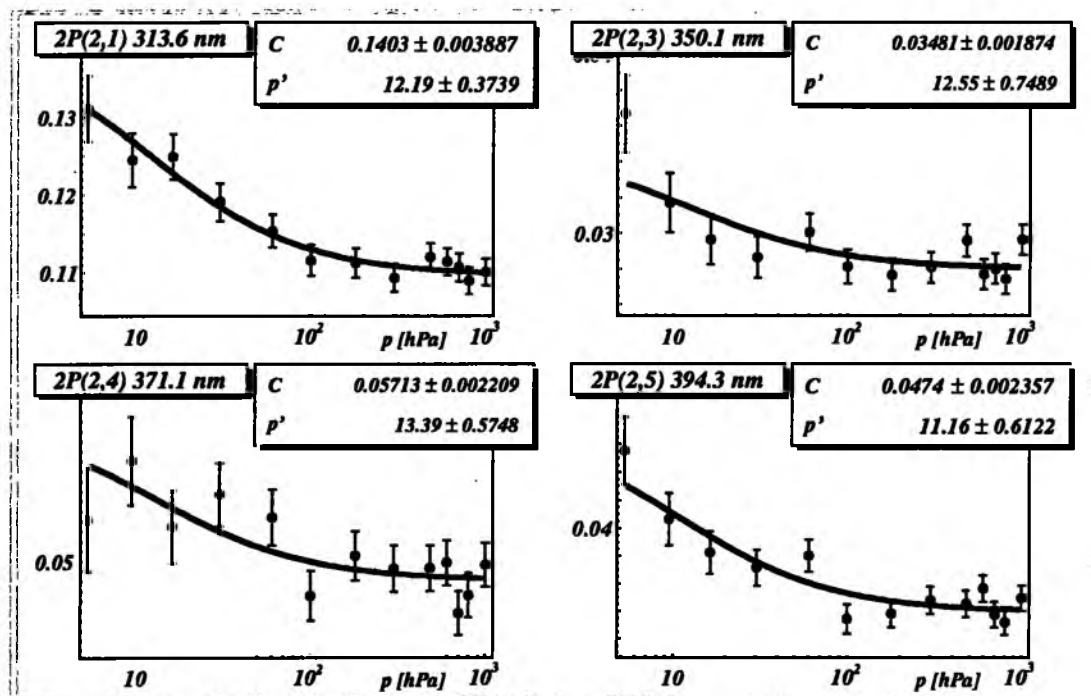 2P(2,1) 313.6 nm
C 0.1403 ± 0.003887
p' 12.19 ± 0.3739
0.13
0.12
0.11
10 10² 10³
p [hPa]
2P(2,3) 350.1 nm
C 0.03481 ± 0.001874
p' 12.55 ± 0.7489
0.03
10 10² 10³
p [hPa]
2P(2,4) 371.1 nm
C 0.05713 ± 0.002209
p' 13.39 ± 0.5748
0.05
10 10² 10³
p [hPa]
2P(2,5) 394.3 nm
C 0.0474 ± 0.002357
p' 11.16 ± 0.6122
0.04
10 10² 10³
p [hPa]